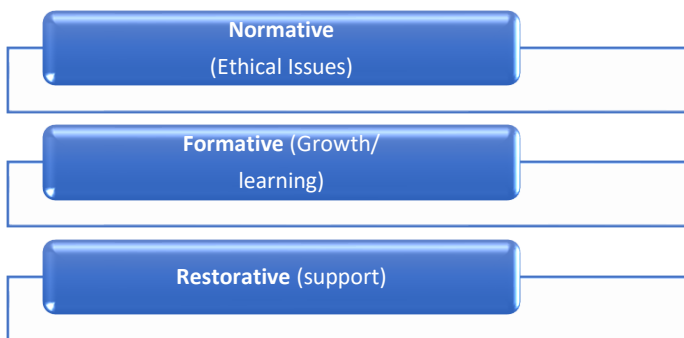 Normative
(Ethical Issues)
Formative (Growth/
learning)
Restorative (support)